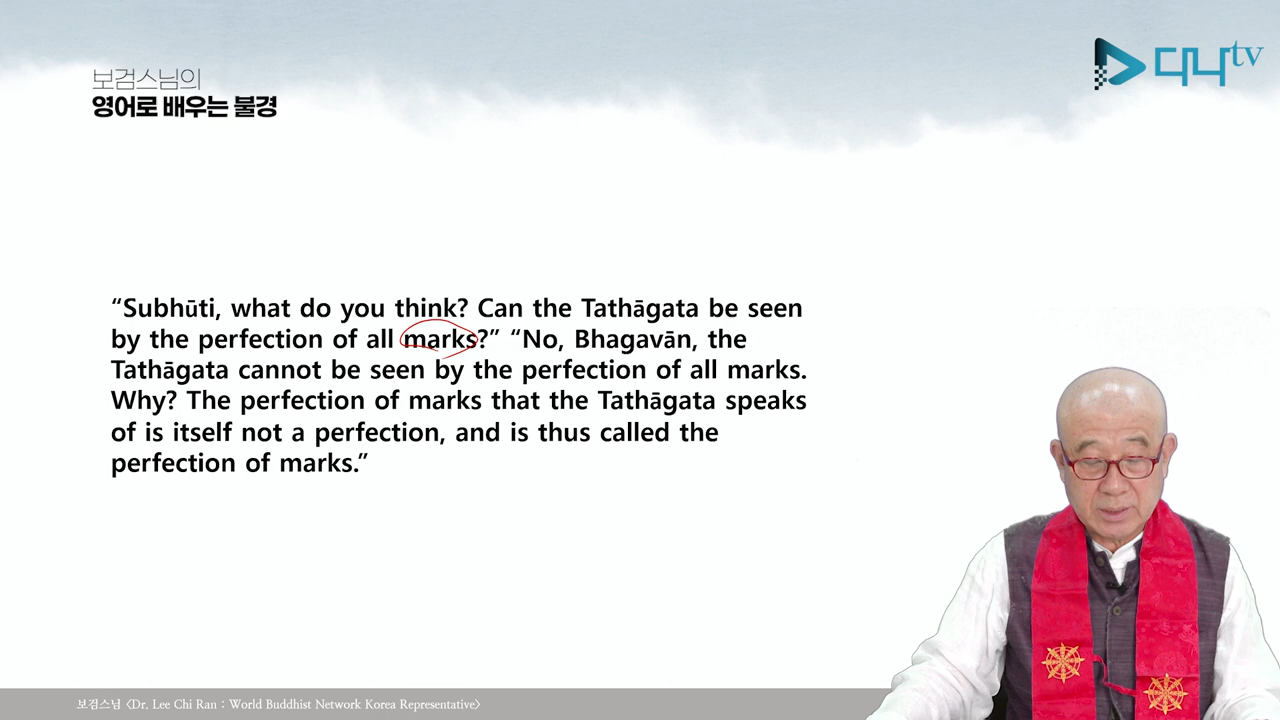 보검스님의
영어로 배우는 불경
다나tv
“Subhūti, what do you think? Can the Tathāgata be seen
by the perfection of all marks?” “No, Bhagavān, the
Tathāgata cannot be seen by the perfection of all marks.
Why? The perfection of marks that the Tathāgata speaks
of is itself not a perfection, and is thus called the
perfection of marks.”
보검스님 <Dr. Lee Chi Ran : World Buddhist Network Korea Representative>